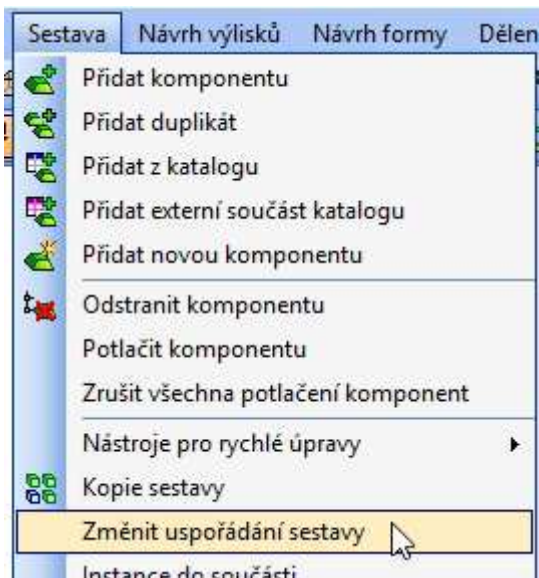 Sestava Návrh výlisků Návrh formy Dělen
Přidat komponentu
Přidat duplikát
Přidat z katalogu
Přidat externí součást katalogu
Přidat novou komponentu
Odstranit komponentu
Potlačit komponentu
Zrušit všechna potlačení komponent
Nástroje pro rychlé úpravy
Kopie sestavy
Změnit uspořádání sestavy
Instance do součásti